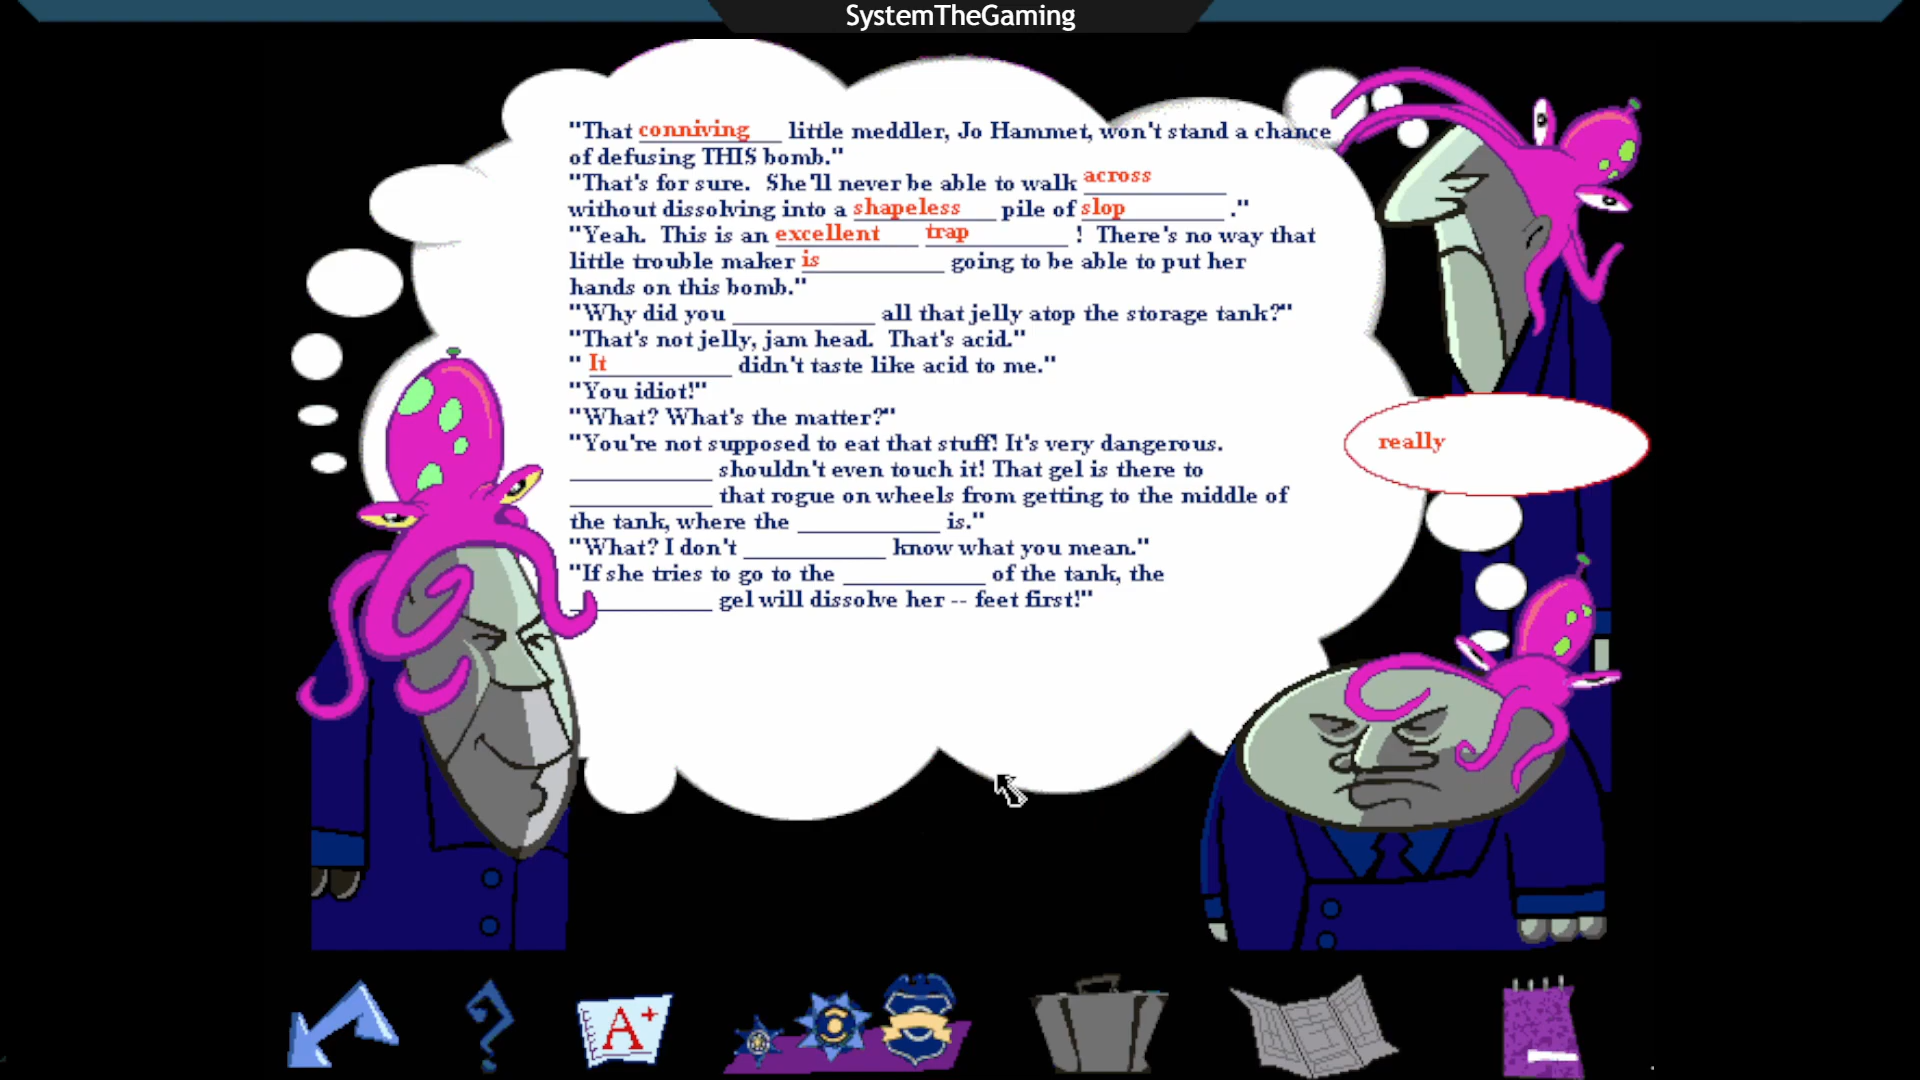 SystemTheGaming
"That conniving little meddler, Jo Hammet, won't stand a chance
of defusing THIS bomb."
"That's for sure. She'll never be able to walk across
without dissolving into a shapeless pile of slop ."
"Yeah. This is an excellent trap ! There's no way that
little trouble maker is going to be able to put her
hands on this bomb."
"Why did you __________ all that jelly atop the storage tank?"
"That's not jelly, jam head. That's acid."
" It didn't taste like acid to me."
"You idiot!"
"What? What's the matter?"
"You're not supposed to eat that stuff! It's very dangerous.
__________ shouldn't even touch it! That gel is there to
__________ that rogue on wheels from getting to the middle of
the tank, where the __________ is."
"What? I don't __________ know what you mean."
"If she tries to go to the __________ of the tank, the
__________ gel will dissolve her -- feet first!"
really
A+